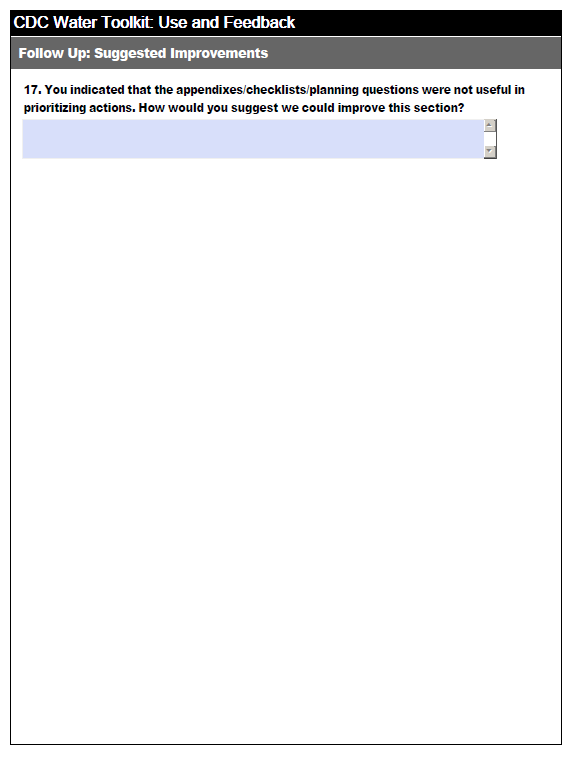 CDC Water Toolkit: Use and Feedback
Follow Up: Suggested Improvements
17. You indicated that the appendixes/checklists/planning questions were not useful in
prioritizing actions. How would you suggest we could improve this section?